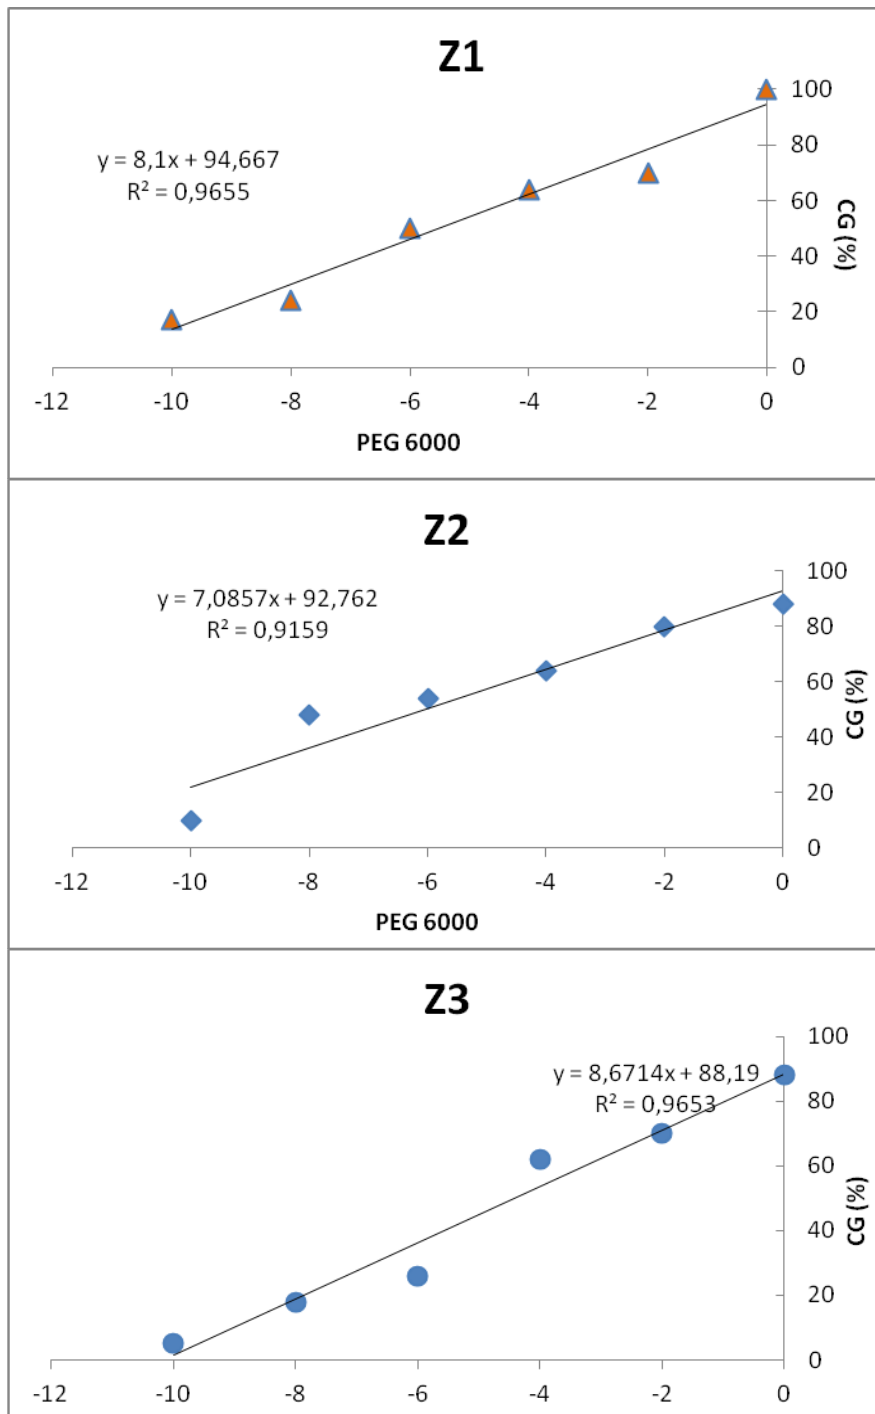 Z1
y = 8,1x + 94,667
R² = 0,9655
100
80
60
40
20
0
CG (%)
-12 -10 -8 -6 -4 -2 0
PEG 6000
Z2
y = 7,0857x + 92,762
R² = 0,9159
100
80
60
40
20
0
CG (%)
-12 -10 -8 -6 -4 -2 0
PEG 6000
Z3
y = 8,6714x + 88,19
R² = 0,9653
100
80
60
40
20
0
CG (%)
-12 -10 -8 -6 -4 -2 0